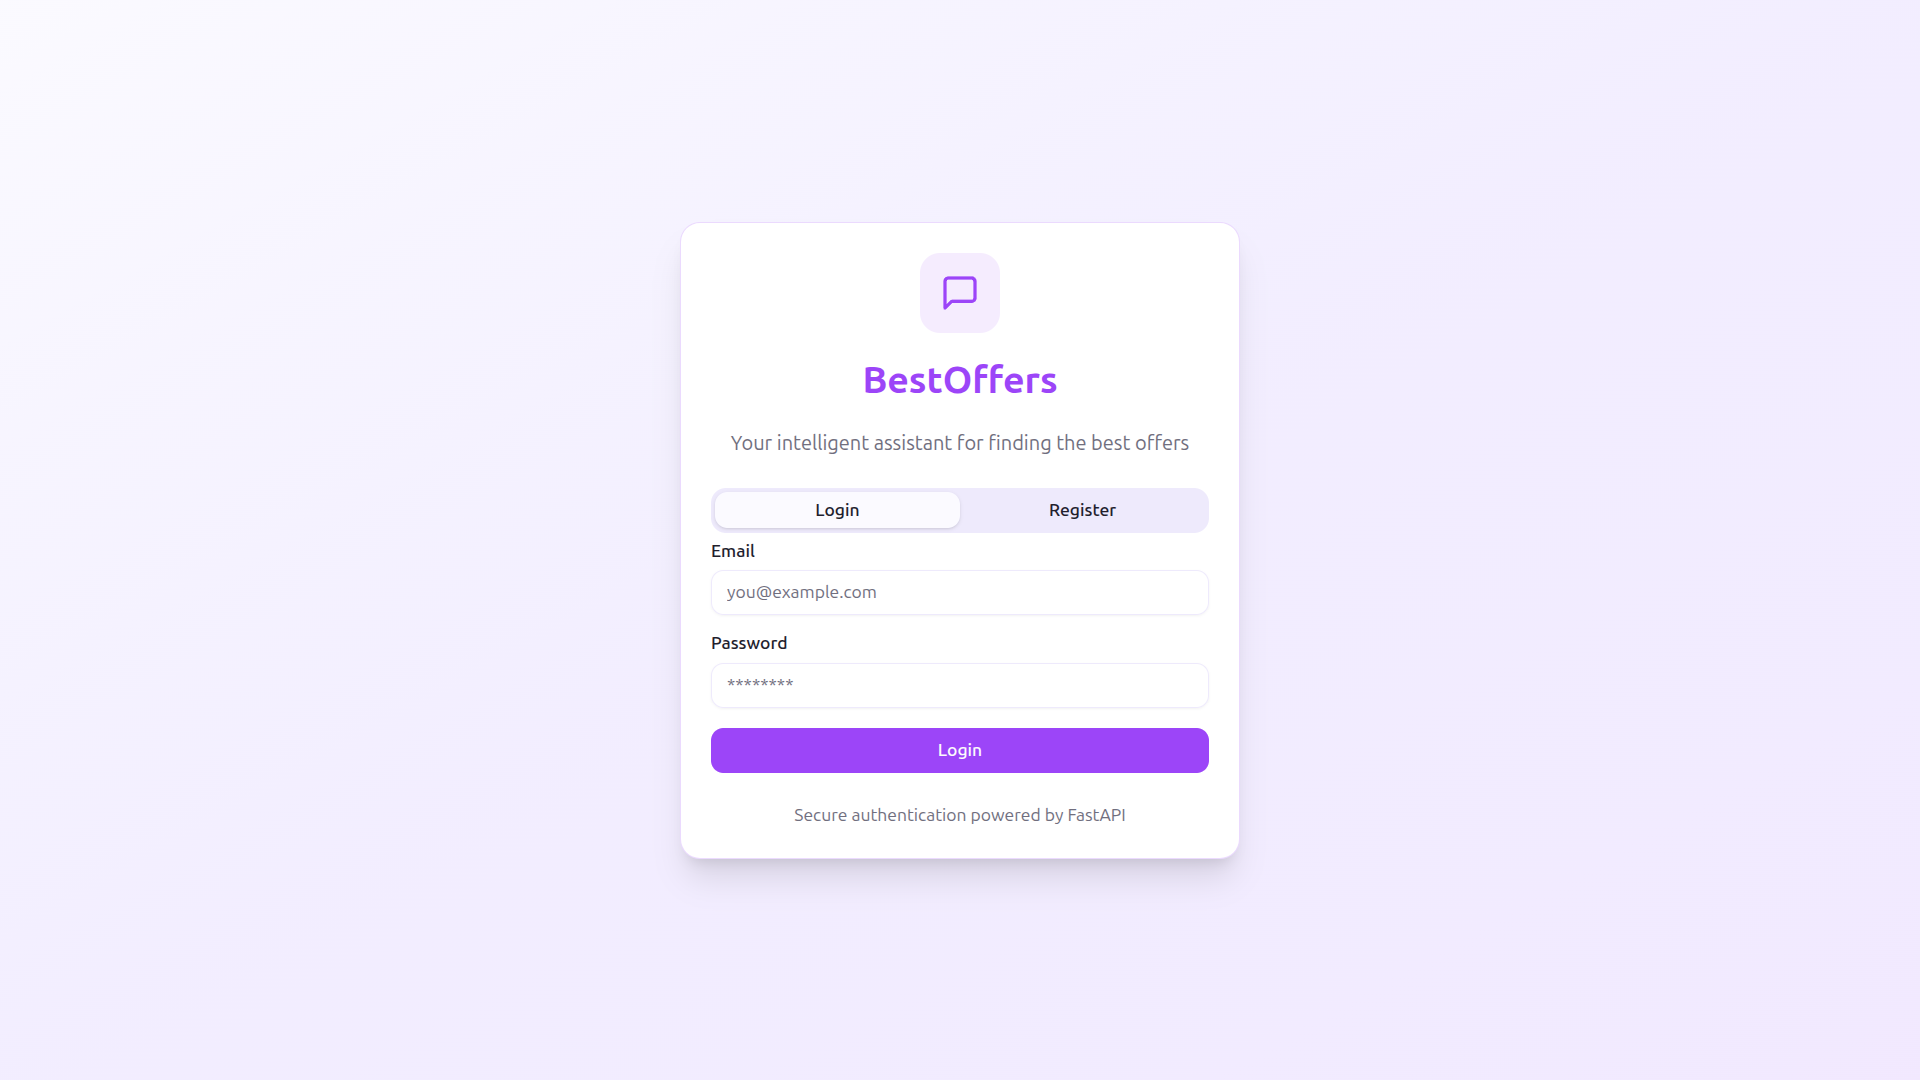 BestOffers
Your intelligent assistant for finding the best offers
Login Register
Email
you@example.com
Password
********
Login
Secure authentication powered by FastAPI